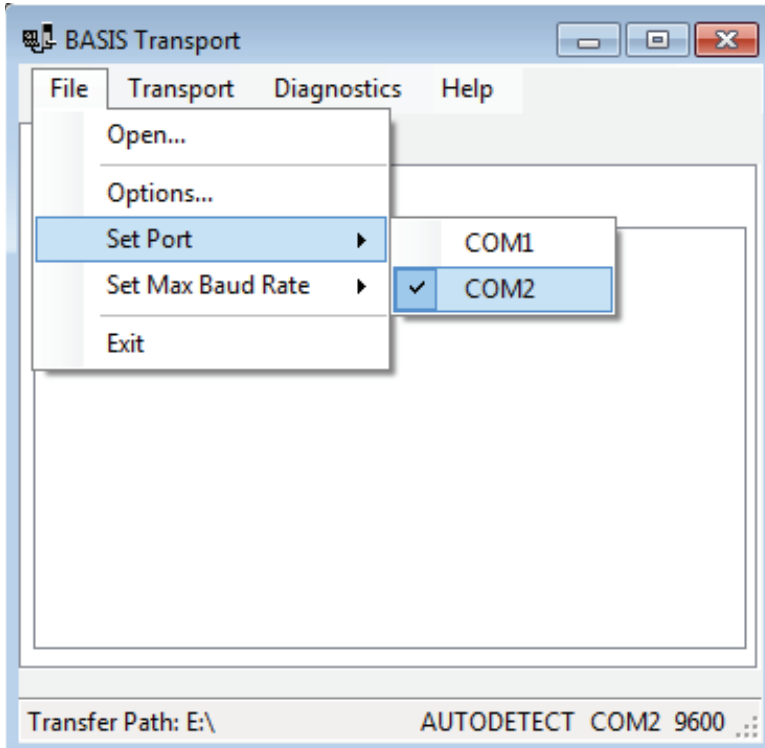 BASIS Transport
File Transport Diagnostics Help
Open...
Options...
Set Port
COM1
Set Max Baud Rate
COM2
Exit
Transfer Path: E:\ AUTODETECT COM2 9600